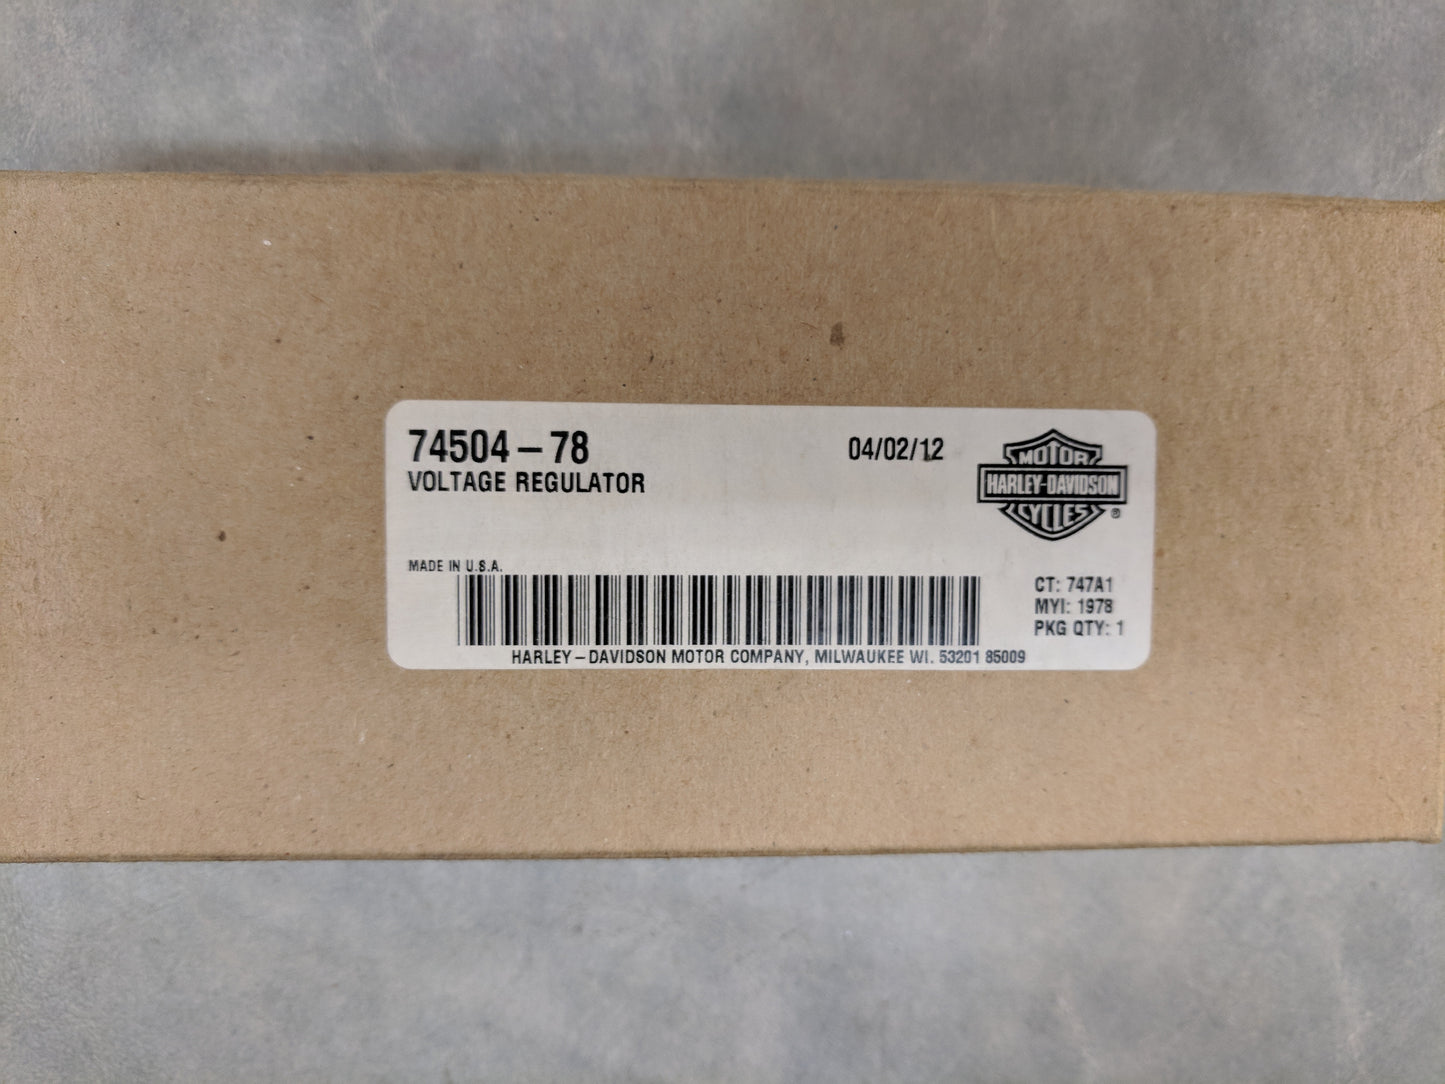 74504-78
04/02/12
VOLTAGE REGULATOR
MOTOR
HARLEY-DAVIDSON
CYCLES
®
MADE IN U.S.A.
CT: 747A1
MYI: 1978
PKG QTY: 1
HARLEY-DAVIDSON MOTOR COMPANY, MILWAUKEE WI. 53201 85009